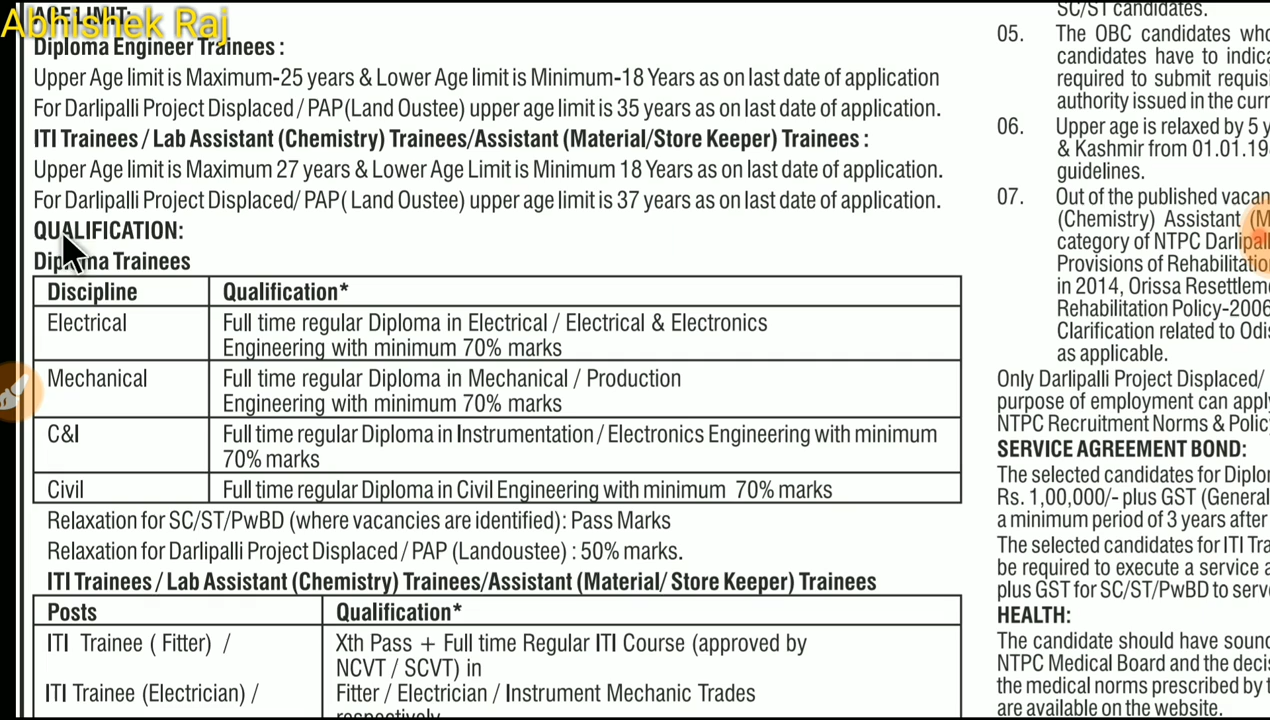 AGE LIMIT:
Abhishek Raj
Diploma Engineer Trainees :
Upper Age limit is Maximum-25 years & Lower Age limit is Minimum-18 Years as on last date of application
For Darlipalli Project Displaced / PAP(Land Oustee) upper age limit is 35 years as on last date of application.
ITI Trainees / Lab Assistant (Chemistry) Trainees/Assistant (Material/Store Keeper) Trainees :
Upper Age limit is Maximum 27 years & Lower Age Limit is Minimum 18 Years as on last date of application.
For Darlipalli Project Displaced/ PAP( Land Oustee) upper age limit is 37 years as on last date of application.
QUALIFICATION:
Diploma Trainees
Discipline Qualification*
Electrical Full time regular Diploma in Electrical / Electrical & Electronics
Engineering with minimum 70% marks
Mechanical Full time regular Diploma in Mechanical / Production
Engineering with minimum 70% marks
C&I Full time regular Diploma in Instrumentation / Electronics Engineering with minimum
70% marks
Civil Full time regular Diploma in Civil Engineering with minimum 70% marks
Relaxation for SC/ST/PwBD (where vacancies are identified): Pass Marks
Relaxation for Darlipalli Project Displaced / PAP (Landoustee) : 50% marks.
ITI Trainees / Lab Assistant (Chemistry) Trainees/Assistant (Material/ Store Keeper) Trainees
Posts Qualification*
ITI Trainee ( Fitter) / Xth Pass + Full time Regular ITI Course (approved by
NCVT / SCVT) in
ITI Trainee (Electrician) / Fitter / Electrician / Instrument Mechanic Trades
respectively
SC/ST candidates.
05. The OBC candidates
candidates have to
required to submit
authority issued in the
06. Upper age is relaxed by 5
& Kashmir from
guidelines.
07. Out of the published
(Chemistry) Assistant
category of NTPC
Provisions of
in 2014, Orissa
Rehabilitation Policy-2006
Clarification related to
as applicable.
Only Darlipalli Project Displaced/
purpose of employment can apply
NTPC Recruitment Norms &
SERVICE AGREEMENT BOND:
The selected candidates for
Rs. 1,00,000/- plus GST (General
a minimum period of 3 years after
The selected candidates for ITI
be required to execute a service
plus GST for SC/ST/PwBD to
HEALTH:
The candidate should have
NTPC Medical Board and the
the medical norms prescribed by
are available on the website.